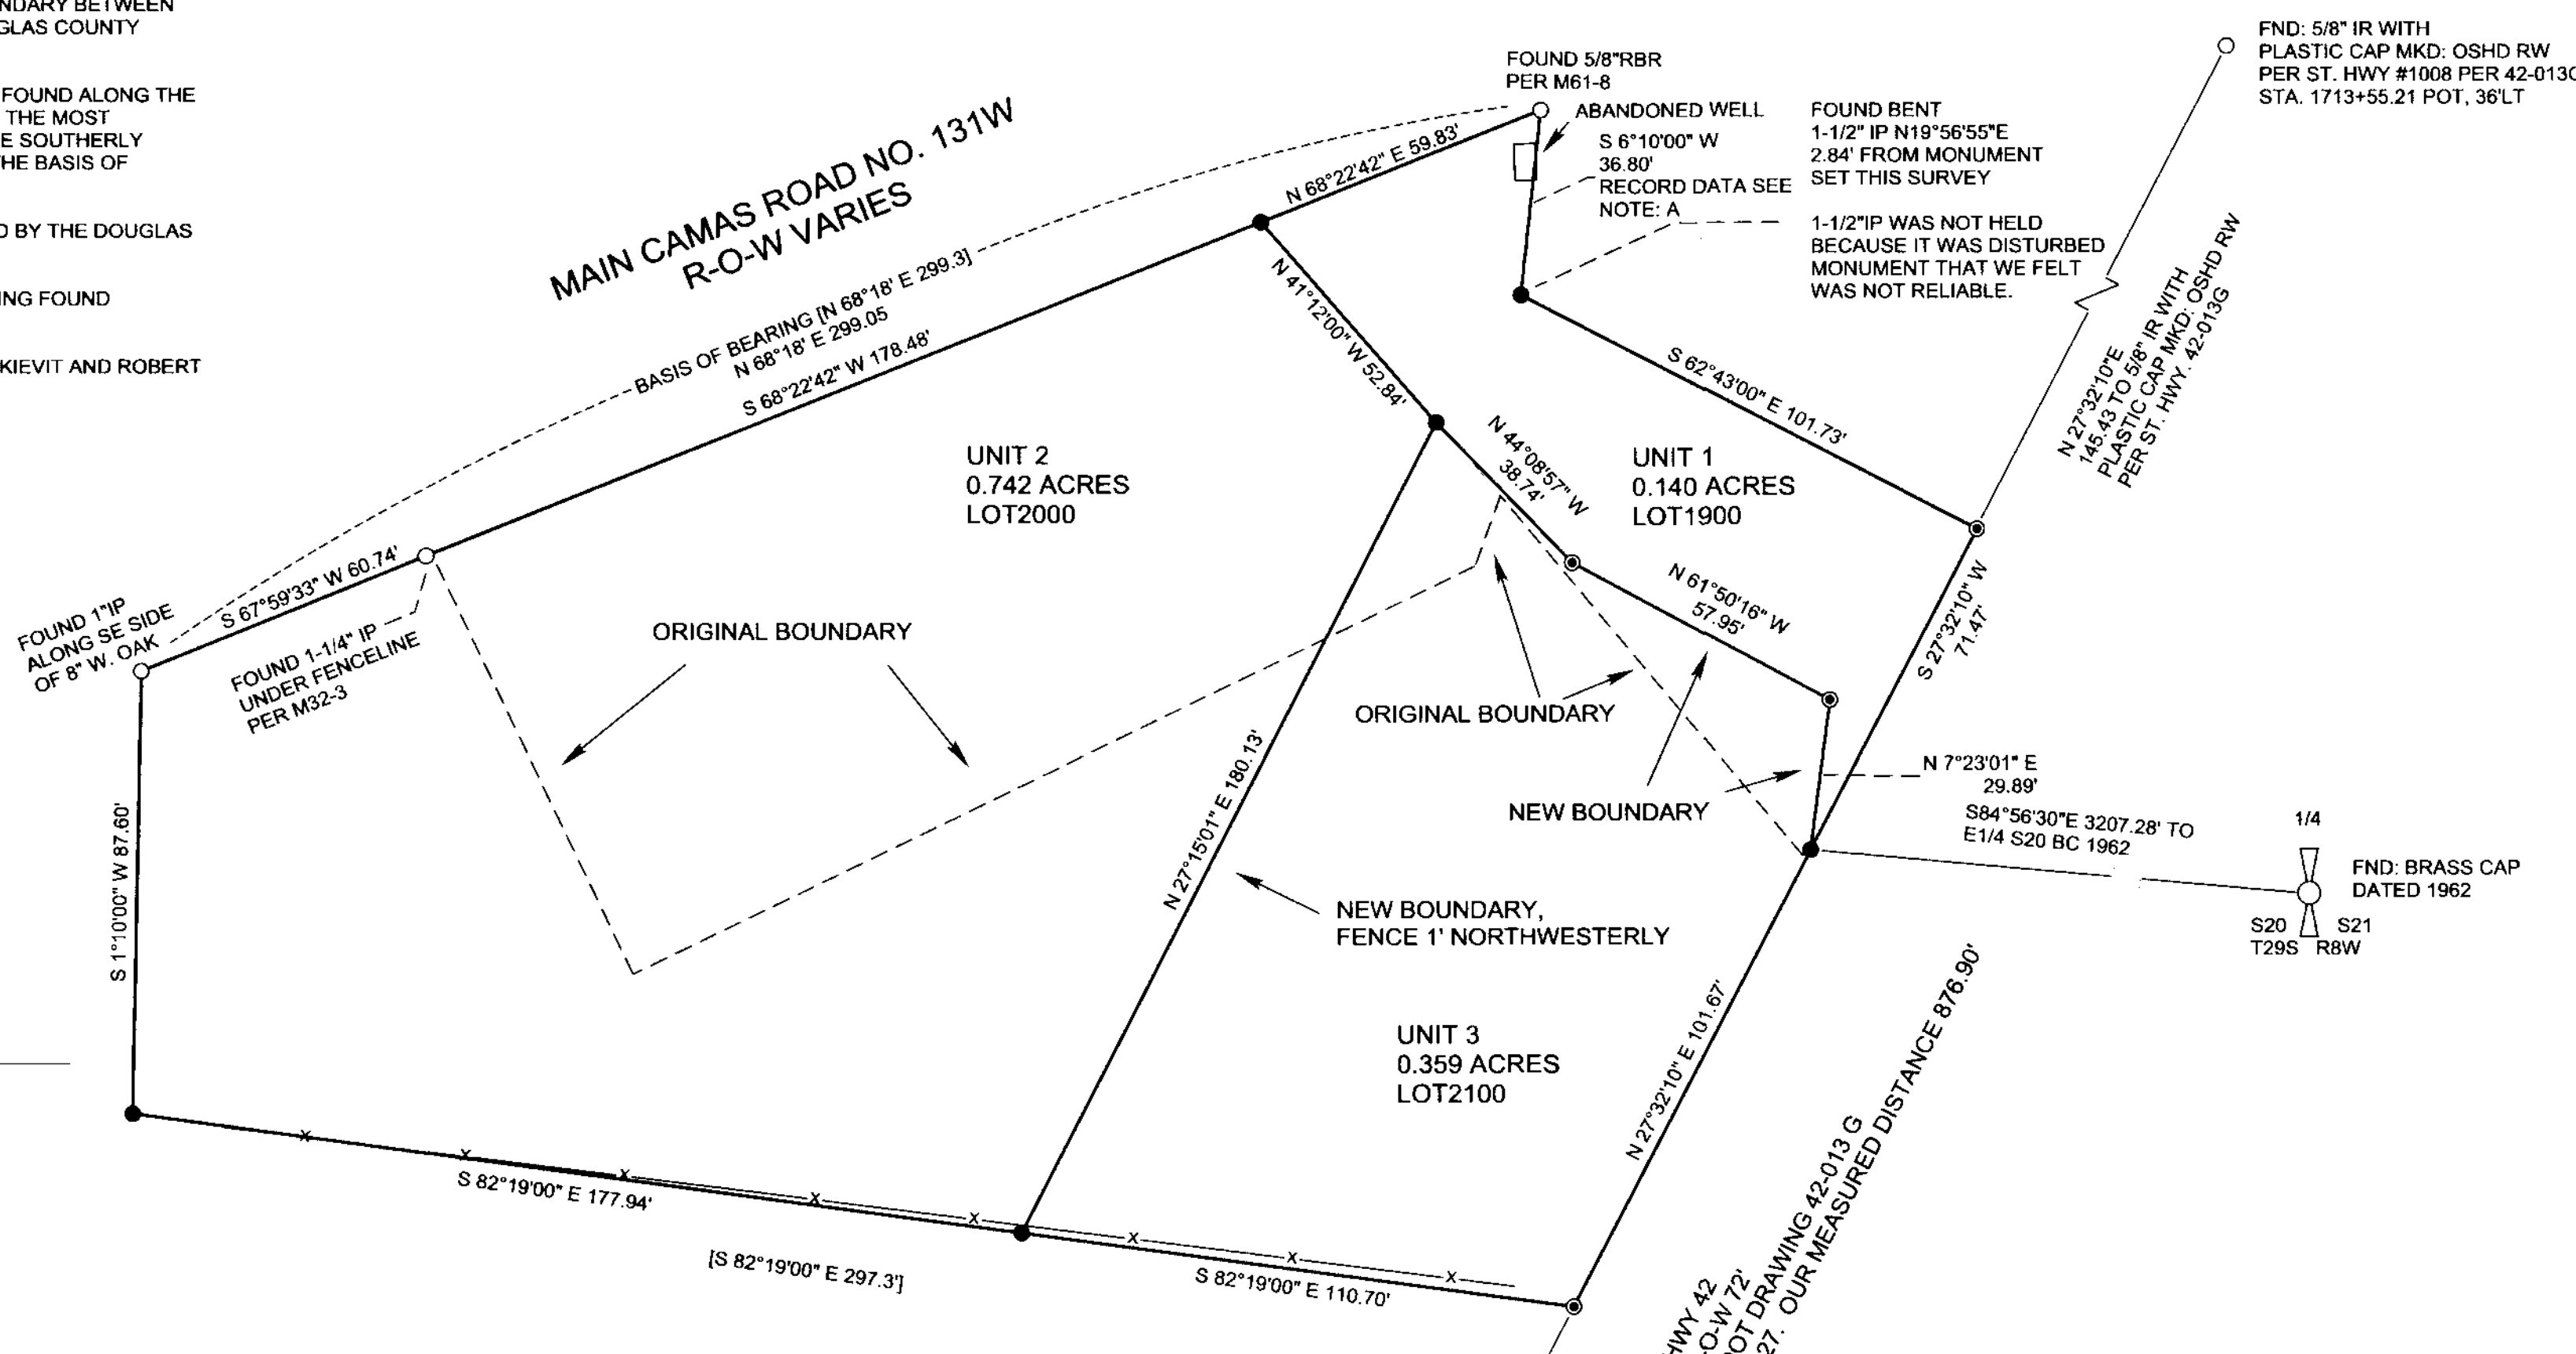 NDARY BETWEEN
GLAS COUNTY
FOUND ALONG THE
THE MOST
E SOUTHERLY
THE BASIS OF
D BY THE DOUGLAS
ING FOUND
KIEVIT AND ROBERT
MAIN CAMAS ROAD NO. 131W
R-O-W VARIES
FOUND 5/8"RBR
PER M61-8
ABANDONED WELL
S 6°10'00" W
36.80'
RECORD DATA SEE
NOTE: A
FOUND BENT
1-1/2" IP N19°56'55"E
2.84' FROM MONUMENT
SET THIS SURVEY
1-1/2"IP WAS NOT HELD
BECAUSE IT WAS DISTURBED
MONUMENT THAT WE FELT
WAS NOT RELIABLE.
FND: 5/8" IR WITH
PLASTIC CAP MKD: OSHD RW
PER ST. HWY #1008 PER 42-013G
STA. 1713+55.21 POT, 36'LT
N 68°22'42" E 59.83'
BASIS OF BEARING [N 68°18' E 299.3]
N 68°18' E 299.05
S 68°22'42" W 178.48'
N 41°12'00" W 52.84'
S 62°43'00" E 101.73'
N 27°32'10"E
145.43 TO 5/8" IR WITH
PLASTIC CAP MKD: OSHD RW
PER ST. HWY. 42-013G
UNIT 2
0.742 ACRES
LOT2000
N 44°08'57" W
38.74'
UNIT 1
0.140 ACRES
LOT1900
S 67°59'33" W 60.74'
FOUND 1"IP
ALONG SE SIDE
OF 8" W. OAK
FOUND 1-1/4" IP
UNDER FENCELINE
PER M32-3
ORIGINAL BOUNDARY
N 61°50'16" W
57.95'
S 27°32'10" W
71.47'
ORIGINAL BOUNDARY
N 27°15'01" E 180.13'
NEW BOUNDARY
N 7°23'01" E
29.89'
S84°56'30"E 3207.28' TO
E1/4 S20 BC 1962
1/4
FND: BRASS CAP
DATED 1962
S20 S21
T29S R8W
S 1°10'00" W 87.60'
NEW BOUNDARY,
FENCE 1' NORTHWESTERLY
UNIT 3
0.359 ACRES
LOT2100
N 27°32'10" E 101.67'
S 82°19'00" E 177.94'
[S 82°19'00" E 297.3']
S 82°19'00" E 110.70'
HWY 42
O-W 72'
OT DRAWING 42-013 G
27. OUR MEASURED DISTANCE 876.90'